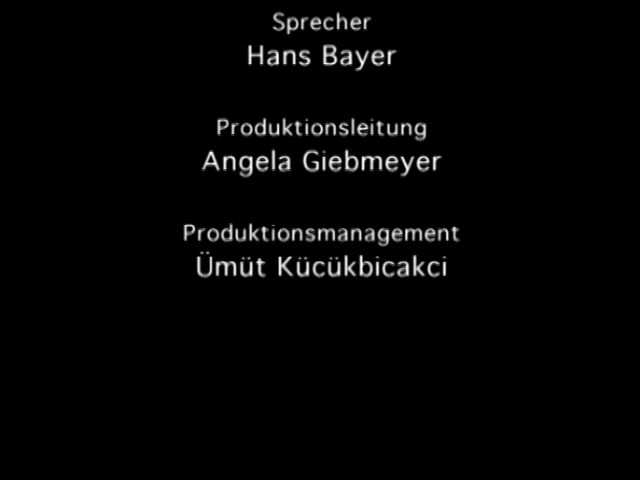 Sprecher
Hans Bayer
Produktionsleitung
Angela Giebmeyer
Produktionsmanagement
Ümüt Kücükbicakci